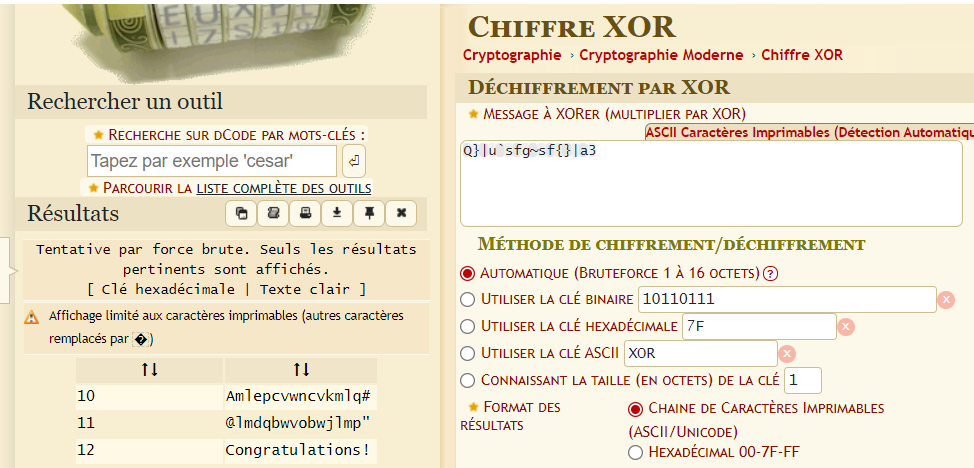 EUXEL
I7S19
Rechercher un outil
★ Recherche sur dCode par mots-clés :
Tapez par exemple 'cesar'
★ Parcourir la liste complète des outils
Résultats
Tentative par force brute. Seuls les résultats
pertinents sont affichés.
[ Clé hexadécimale | Texte clair ]
Affichage limité aux caractères imprimables (autres caractères
remplacés par �)
↑↓ ↑↓
10 Amlepcvwncvkmlq#
11 @lmdqbwvobwjlmp"
12 Congratulations!
Chiffre XOR
Cryptographie › Cryptographie Moderne › Chiffre XOR
Déchiffrement par XOR
★ Message à XORer (multiplier par XOR)
ASCII Caractères Imprimables (Détection Automatiqu
Q}|u`sfg~sf{}|a3
Méthode de chiffrement/déchiffrement
Automatique (Bruteforce 1 à 16 octets) ?
Utiliser la clé binaire 10110111
Utiliser la clé hexadécimale 7F
Utiliser la clé ASCII XOR
Connaissant la taille (en octets) de la clé 1
★ Format des
résultats
Chaine de Caractères Imprimables
(ASCII/Unicode)
Hexadécimal 00-7F-FF